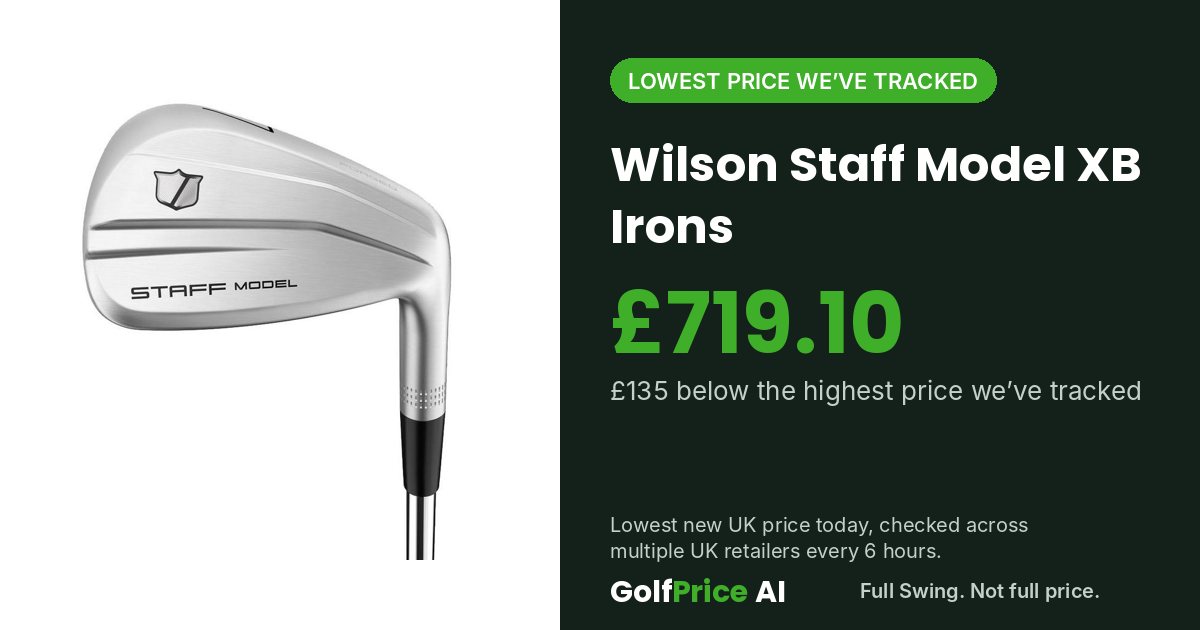 7
STAFF MODEL
LOWEST PRICE WE’VE TRACKED
Wilson Staff Model XB
Irons
£719.10
£135 below the highest price we’ve tracked
Lowest new UK price today, checked across
multiple UK retailers every 6 hours.
GolfPrice AI
Full Swing. Not full price.